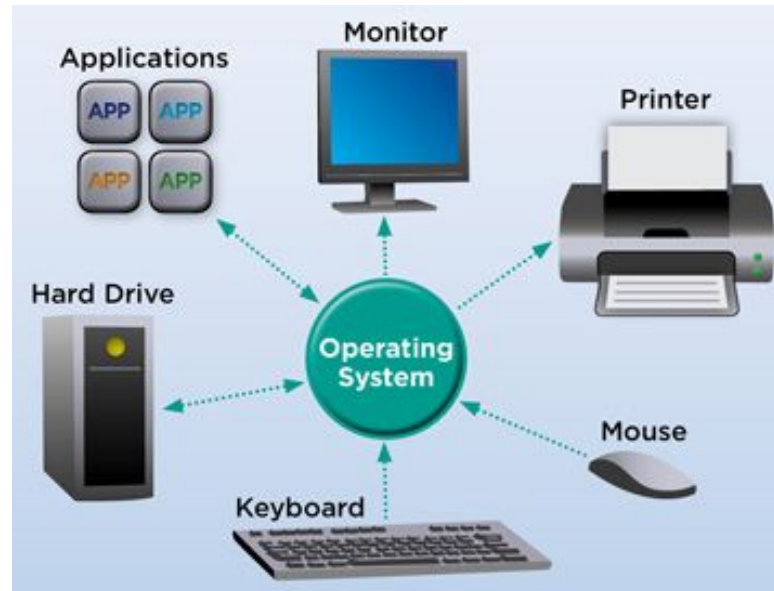 Monitor
Applications
Printer
APP APP
APP APP
Hard Drive
Operating
System
Mouse
Keyboard